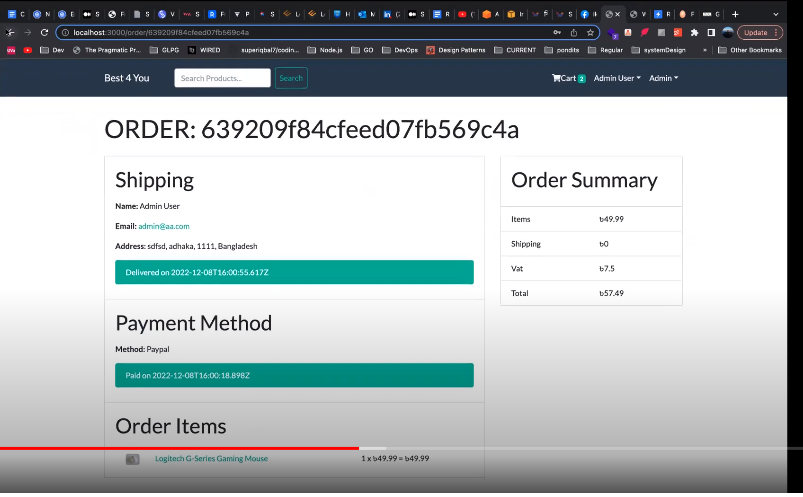 localhost:3000/order/639209f84cfeed07fb569c4a
Update
Dev
The Pragmatic Pr...
GLPG
WIRED
superiqbal7/codin...
Node.js
GO
DevOps
Design Patterns
CURRENT
pondits
Regular
systemDesign
»
Other Bookmarks
Best 4 You
Search Products...
Search
Cart 2
Admin User
Admin
ORDER: 639209f84cfeed07fb569c4a
Shipping
Name: Admin User
Email: admin@aa.com
Address: sdfsd, adhaka, 1111, Bangladesh
Delivered on 2022-12-08T16:00:55.617Z
Payment Method
Method: Paypal
Paid on 2022-12-08T16:00:18.898Z
Order Items
Logitech G-Series Gaming Mouse 1 x ৳49.99 = ৳49.99
Order Summary
Items ৳49.99
Shipping ৳0
Vat ৳7.5
Total ৳57.49